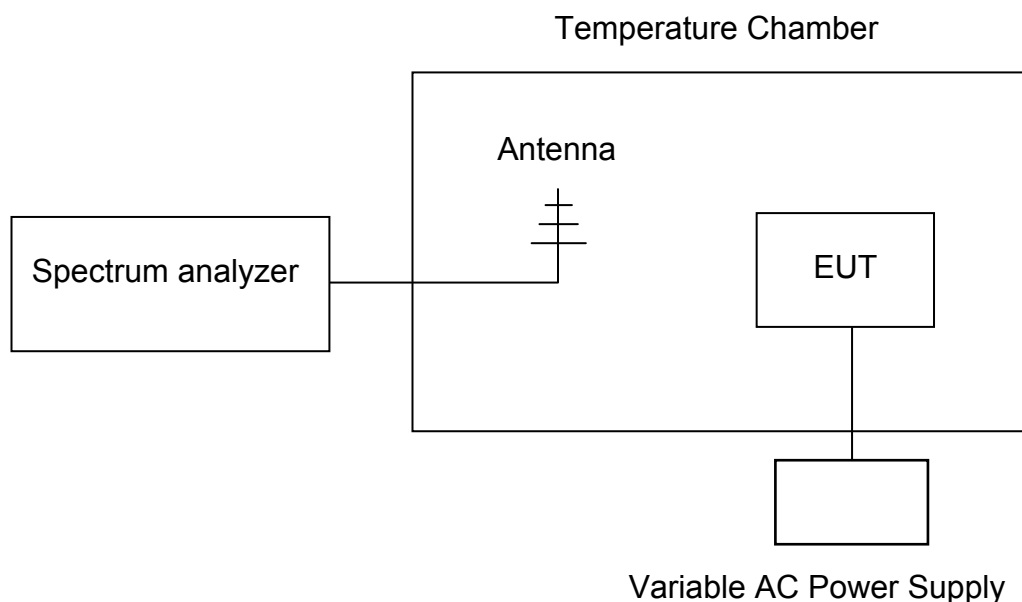 Temperature Chamber
Antenna
Spectrum analyzer
EUT
Variable AC Power Supply